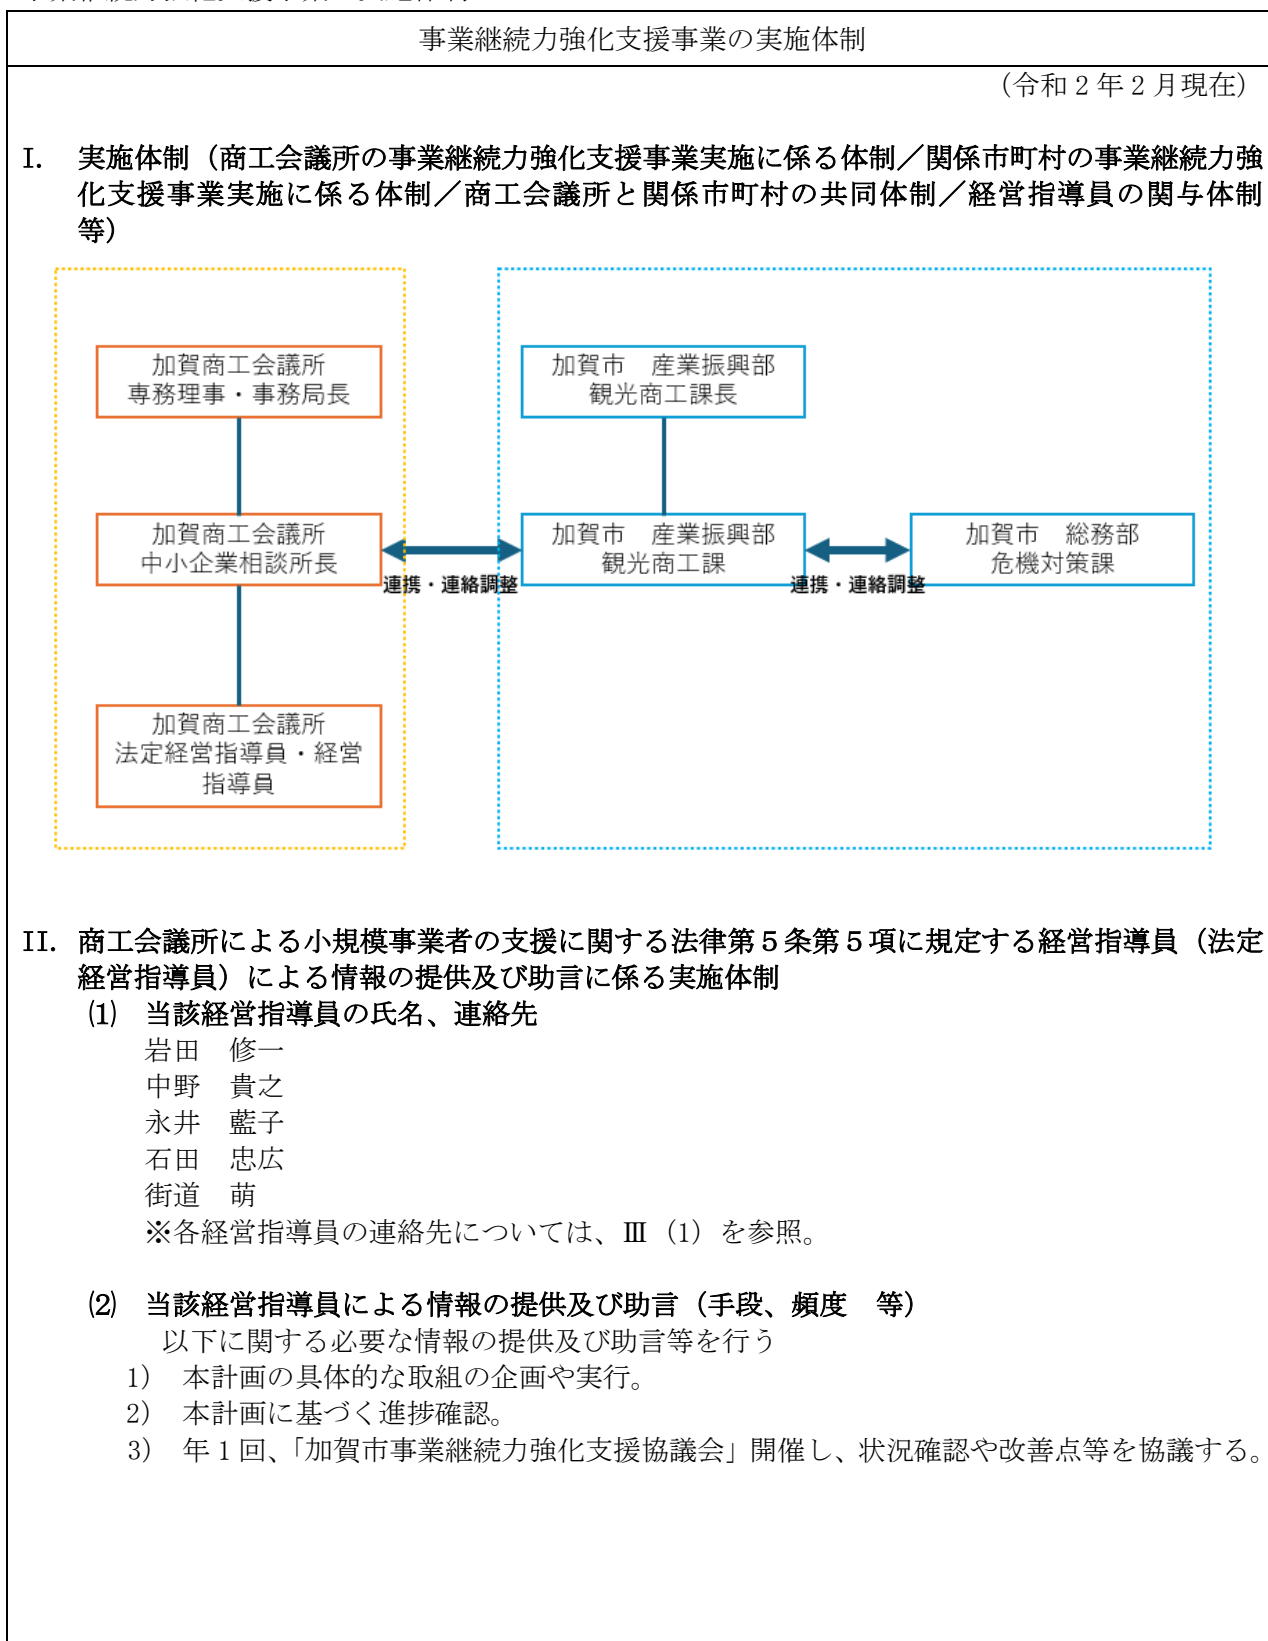 事業継続力強化支援事業の実施体制
(令和２年２月現在)
I. 実施体制（商工会議所の事業継続力強化支援事業実施に係る体制／関係市町村の事業継続力強
化支援事業実施に係る体制／商工会議所と関係市町村の共同体制／経営指導員の関与体制
等）
加賀商工会議所
専務理事・事務局長
加賀市　産業振興部
観光商工課長
加賀商工会議所
中小企業相談所長
連携・連絡調整
加賀市　産業振興部
観光商工課
連携・連絡調整
加賀市　総務部
危機対策課
加賀商工会議所
法定経営指導員・経営
指導員
II. 商工会議所による小規模事業者の支援に関する法律第５条第５項に規定する経営指導員（法定
経営指導員）による情報の提供及び助言に係る実施体制
⑴　当該経営指導員の氏名、連絡先
岩田　修一
中野　貴之
永井　藍子
石田　忠広
街道　萌
※各経営指導員の連絡先については、Ⅲ（1）を参照。
⑵　当該経営指導員による情報の提供及び助言（手段、頻度　等）
以下に関する必要な情報の提供及び助言等を行う
1)　本計画の具体的な取組の企画や実行。
2)　本計画に基づく進捗確認。
3)　年１回、「加賀市事業継続力強化支援協議会」開催し、状況確認や改善点等を協議する。